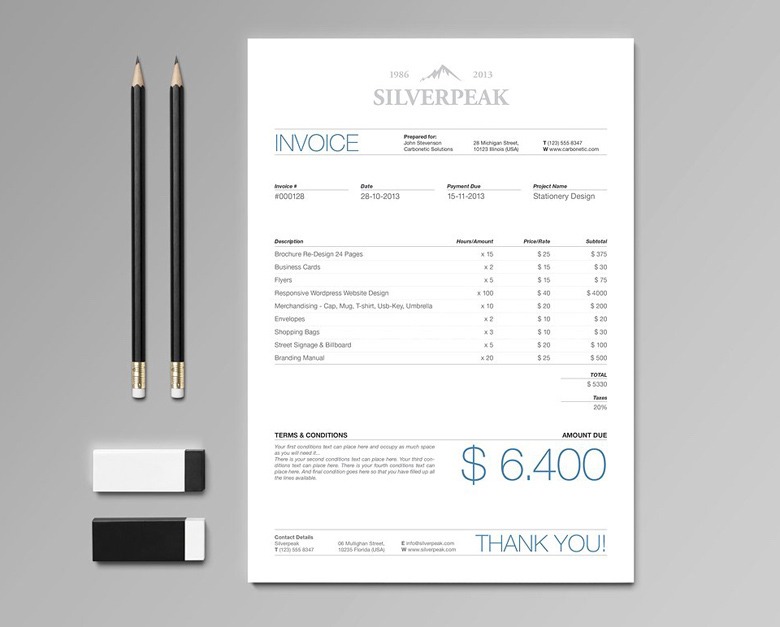 1986 2013
SILVERPEAK
INVOICE
Prepared for:
John Stevenson
Carbonetic Solutions
28 Michigan Street,
10123 Illinois (USA)
T (123) 555 8347
W www.carbonetic.com
Invoice # Date Payment Due Project Name
#000128 28-10-2013 15-11-2013 Stationery Design
Description Hours/Amount Price/Rate Subtotal
Brochure Re-Design 24 Pages x 15 $ 25 $ 375
Business Cards x 2 $ 15 $ 30
Flyers x 5 $ 15 $ 75
Responsive Wordpress Website Design x 100 $ 40 $ 4000
Merchandising - Cap, Mug, T-shirt, Usb-Key, Umbrella x 10 $ 20 $ 200
Envelopes x 2 $ 10 $ 20
Shopping Bags x 3 $ 10 $ 30
Street Signage & Billboard x 5 $ 20 $ 100
Branding Manual x 20 $ 25 $ 500
TOTAL
$ 5330
Taxes
20%
TERMS & CONDITIONS
Your first conditions text can place here and occupy as much space
as you will need it...
There is your second conditions text can place here. Your third con-
ditions text can place here. There is your fourth conditions text can
place here. And final condition goes here so that you have filled up all
the lines available.
AMOUNT DUE
$ 6.400
Contact Details
Silverpeak
T (123) 555 8347
06 Mullighan Street,
10235 Florida (USA)
E info@silverpeak.com
W www.silverpeak.com
THANK YOU!